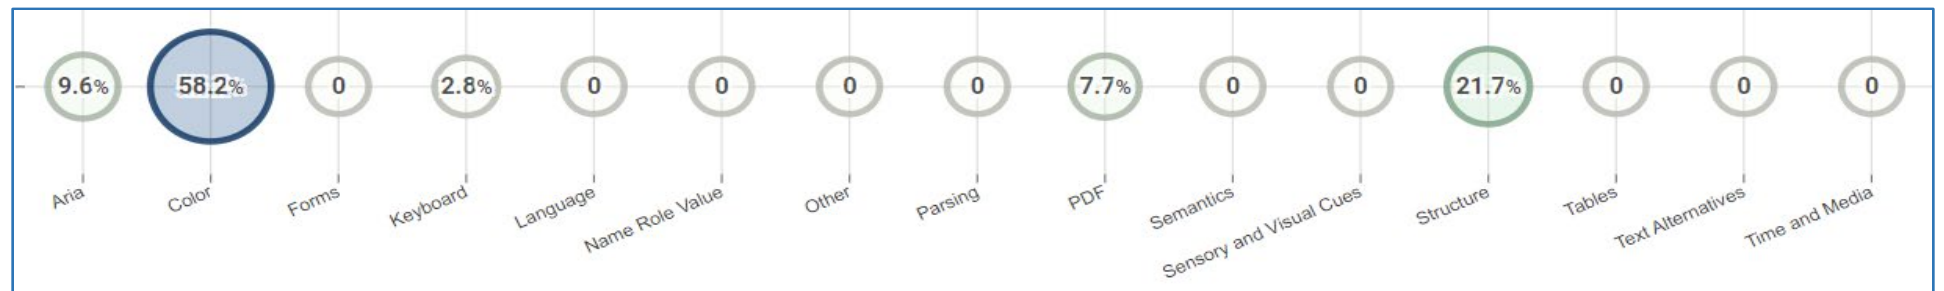 9.6% 58.2% 0 2.8% 0 0 0 0 7.7% 0 0 21.7% 0 0 0
Aria Color Forms Keyboard Language Name Role Value Other Parsing PDF Semantics Sensory and Visual Cues Structure Tables Text Alternatives Time and Media